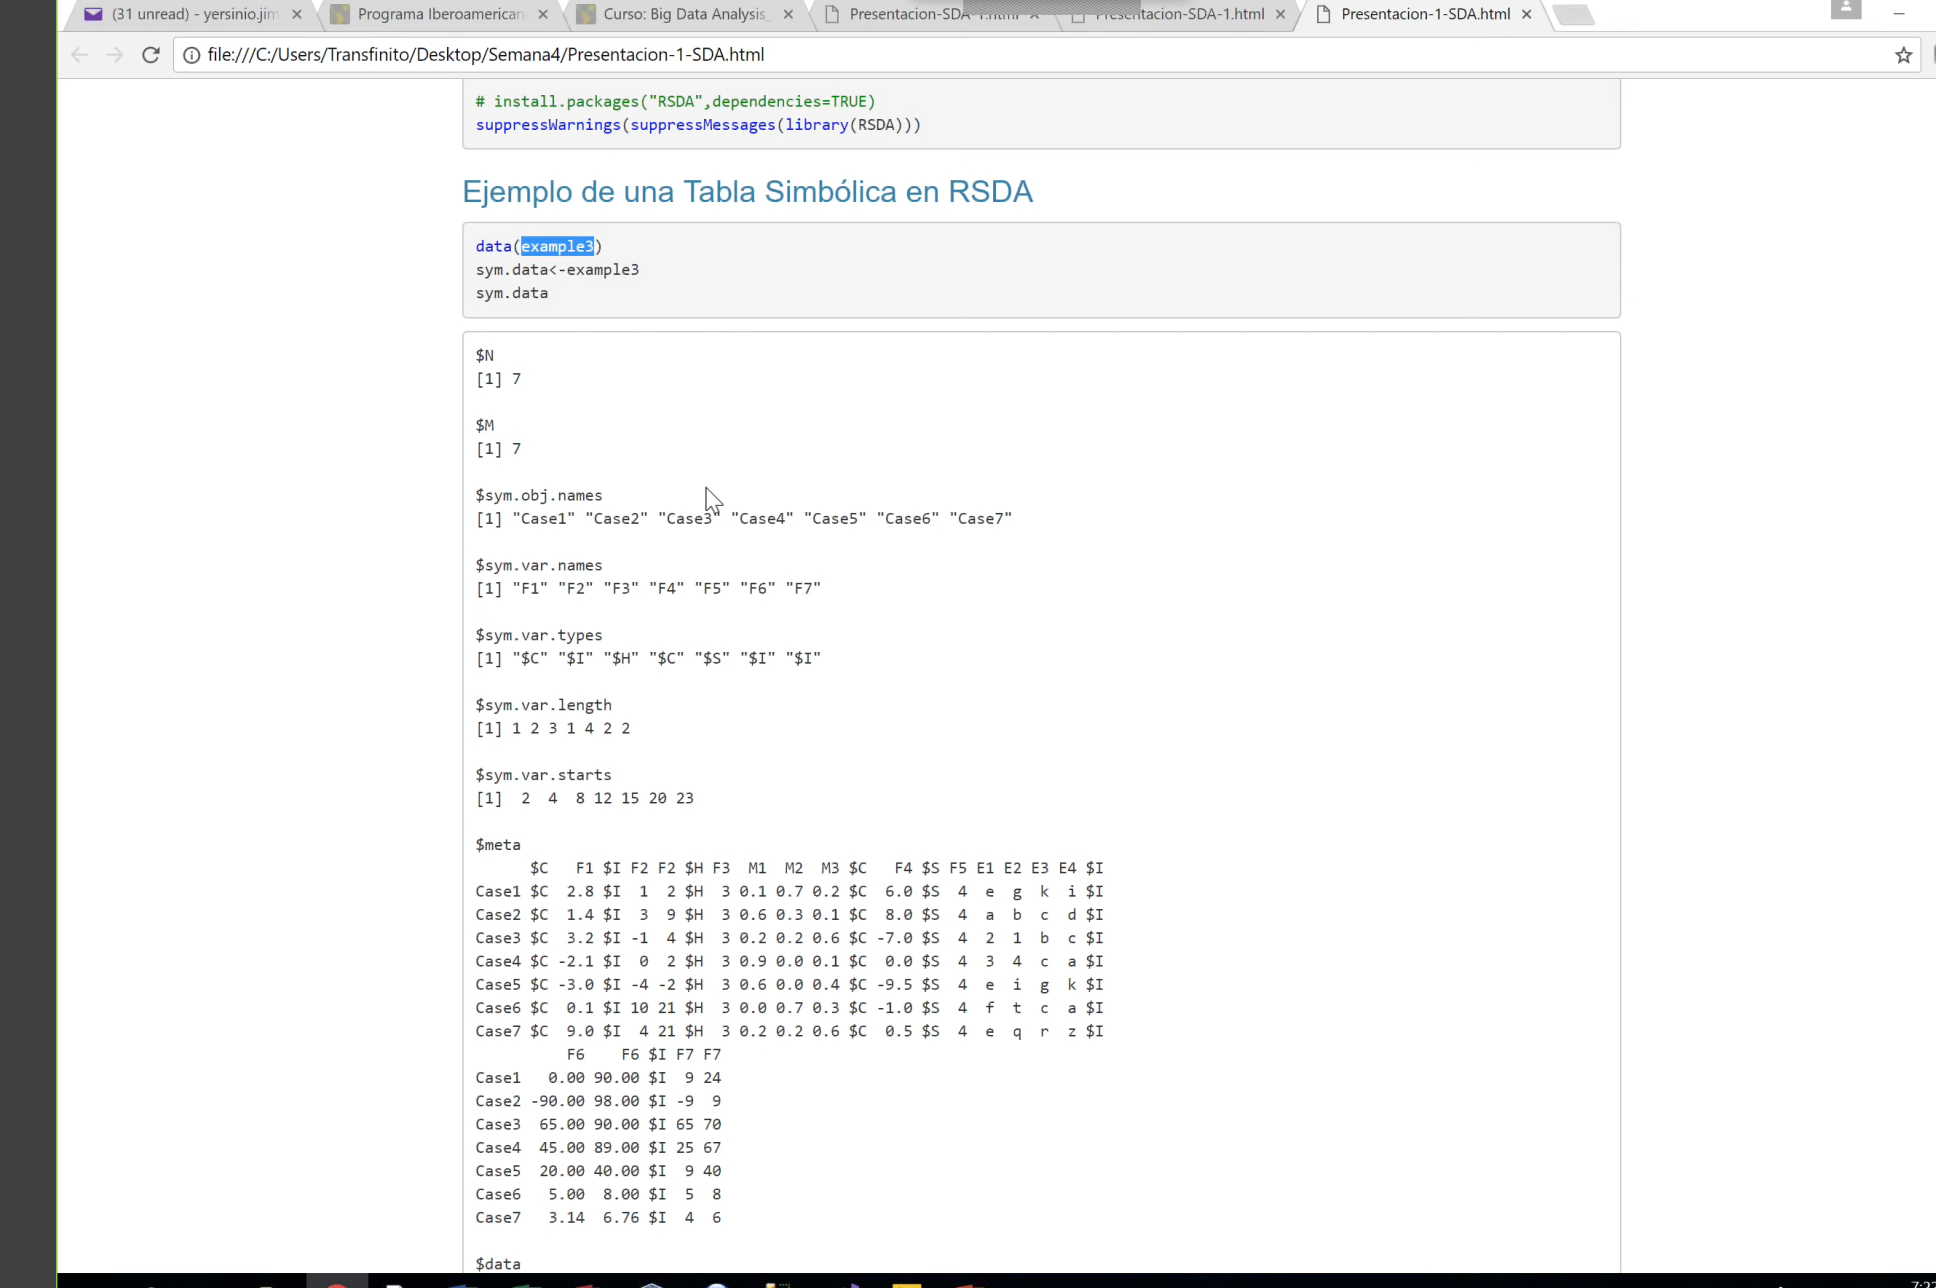 (31 unread) - yersinio.jim
Programa Iberoamerican
Curso: Big Data Analysis_
Presentacion-SDA-1.html
Presentacion-SDA-1.html
Presentacion-1-SDA.html
file:///C:/Users/Transfinito/Desktop/Semana4/Presentacion-1-SDA.html
# install.packages("RSDA",dependencies=TRUE)
suppressWarnings(suppressMessages(library(RSDA)))
Ejemplo de una Tabla Simbólica en RSDA
data(example3)
sym.data<-example3
sym.data
$N
[1] 7
$M
[1] 7
$sym.obj.names
[1] "Case1" "Case2" "Case3" "Case4" "Case5" "Case6" "Case7"
$sym.var.names
[1] "F1" "F2" "F3" "F4" "F5" "F6" "F7"
$sym.var.types
[1] "$C" "$I" "$H" "$C" "$S" "$I" "$I"
$sym.var.length
[1] 1 2 3 1 4 2 2
$sym.var.starts
[1]  2  4  8 12 15 20 23
$meta
      $C   F1 $I F2 F2 $H F3  M1  M2  M3 $C   F4 $S F5 E1 E2 E3 E4 $I
Case1 $C  2.8 $I  1  2 $H  3 0.1 0.7 0.2 $C  6.0 $S  4  e  g  k  i $I
Case2 $C  1.4 $I  3  9 $H  3 0.6 0.3 0.1 $C  8.0 $S  4  a  b  c  d $I
Case3 $C  3.2 $I -1  4 $H  3 0.2 0.2 0.6 $C -7.0 $S  4  2  1  b  c $I
Case4 $C -2.1 $I  0  2 $H  3 0.9 0.0 0.1 $C  0.0 $S  4  3  4  c  a $I
Case5 $C -3.0 $I -4 -2 $H  3 0.6 0.0 0.4 $C -9.5 $S  4  e  i  g  k $I
Case6 $C  0.1 $I 10 21 $H  3 0.0 0.7 0.3 $C -1.0 $S  4  f  t  c  a $I
Case7 $C  9.0 $I  4 21 $H  3 0.2 0.2 0.6 $C  0.5 $S  4  e  q  r  z $I
          F6    F6 $I F7 F7
Case1   0.00 90.00 $I  9 24
Case2 -90.00 98.00 $I -9  9
Case3  65.00 90.00 $I 65 70
Case4  45.00 89.00 $I 25 67
Case5  20.00 40.00 $I  9 40
Case6   5.00  8.00 $I  5  8
Case7   3.14  6.76 $I  4  6
$data